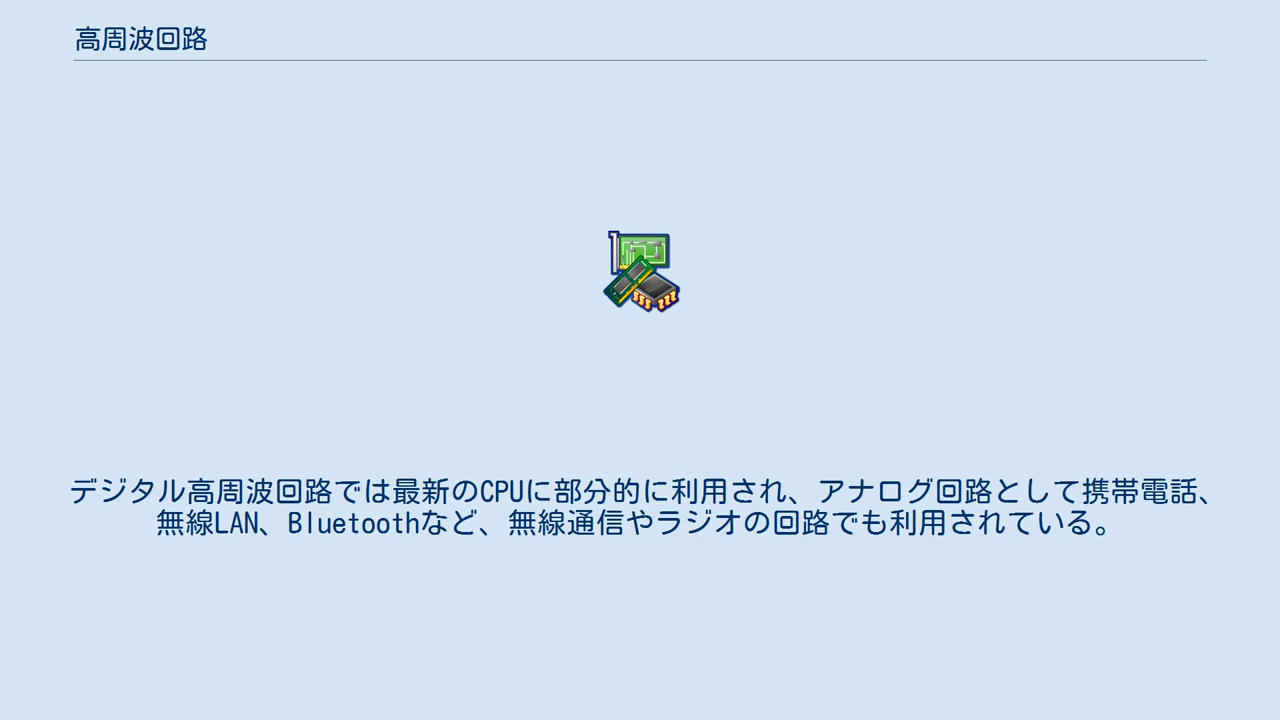 高周波回路
デジタル高周波回路では最新のCPUに部分的に利用され、アナログ回路として携帯電話、
無線LAN、Bluetoothなど、無線通信やラジオの回路でも利用されている。